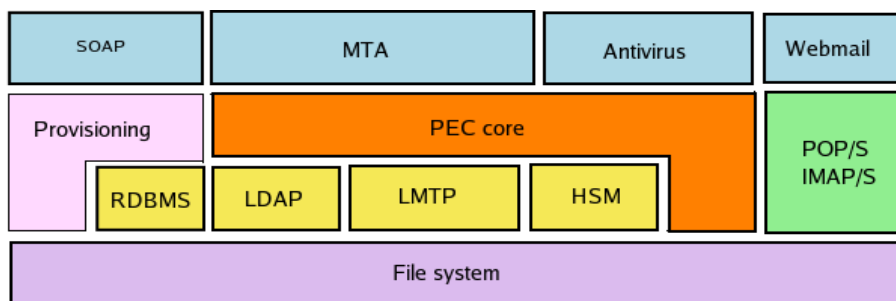 SOAP
MTA
Antivirus
Webmail
Provisioning
PEC core
POP/S
IMAP/S
RDBMS
LDAP
LMTP
HSM
File system